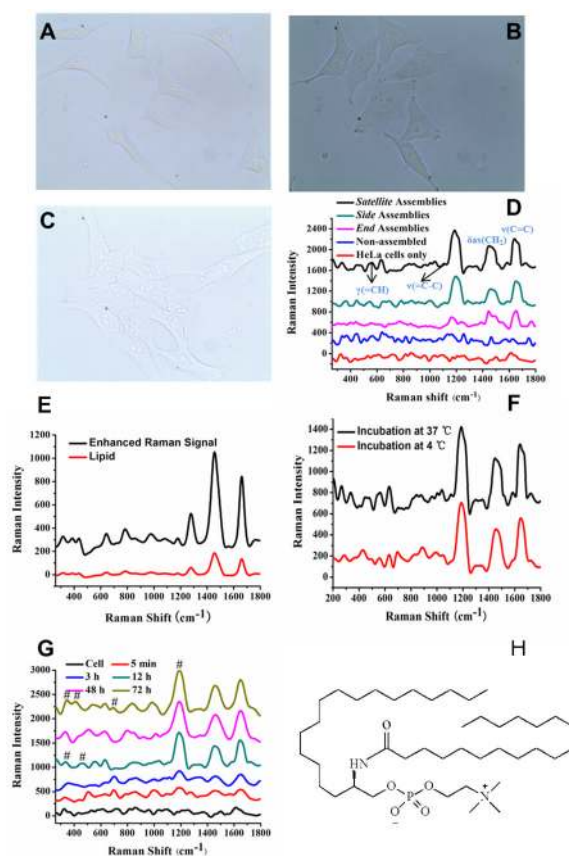 A
B
C
D
Satellite Assemblies
Side Assemblies
End Assemblies
Non-assembled
HeLa cells only
ν(C=C)
δas(CH₂)
γ(=CH)
ν(=C-C)
Raman Intensity
2400
2000
1600
1200
800
400
0
400 600 800 1000 1200 1400 1600 1800
Raman shift (cm⁻¹)
E
Enhanced Raman Signal
Lipid
Raman Intensity
1200
1000
800
600
400
200
0
400 600 800 1000 1200 1400 1600 1800
Raman Shift (cm⁻¹)
F
Incubation at 37 ℃
Incubation at 4 ℃
Raman Intensity
1400
1200
1000
800
600
400
200
0
200 400 600 800 1000 1200 1400 1600 1800
Raman Shift (cm⁻¹)
G
Cell 5 min
3 h 12 h
48 h 72 h
# # # #
# #
Raman Intensity
3000
2500
2000
1500
1000
500
0
400 600 800 1000 1200 1400 1600 1800
Raman Shift (cm⁻¹)
H
O
HN
O P O N +
O O
−